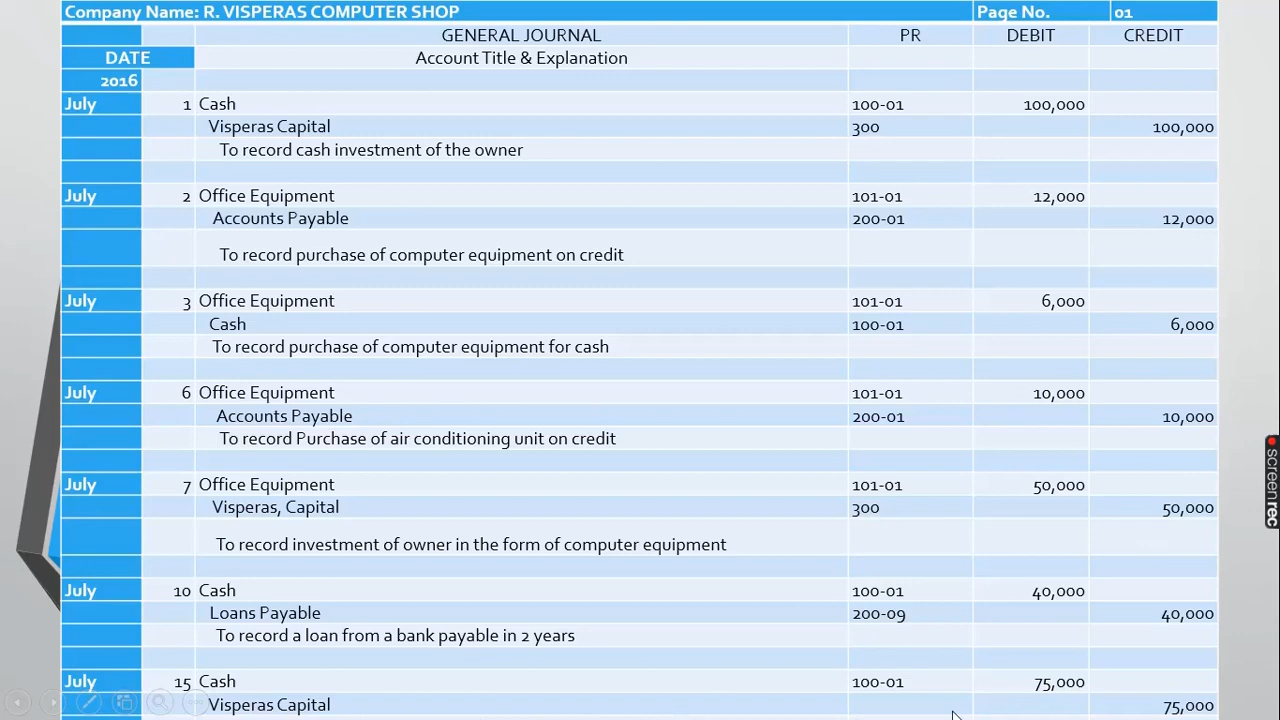 Company Name: R. VISPERAS COMPUTER SHOP Page No. 01
GENERAL JOURNAL PR DEBIT CREDIT
DATE Account Title & Explanation
2016
July 1 Cash 100-01 100,000
Visperas Capital 300 100,000
To record cash investment of the owner
July 2 Office Equipment 101-01 12,000
Accounts Payable 200-01 12,000
To record purchase of computer equipment on credit
July 3 Office Equipment 101-01 6,000
Cash 100-01 6,000
To record purchase of computer equipment for cash
July 6 Office Equipment 101-01 10,000
Accounts Payable 200-01 10,000
To record Purchase of air conditioning unit on credit
July 7 Office Equipment 101-01 50,000
Visperas, Capital 300 50,000
To record investment of owner in the form of computer equipment
July 10 Cash 100-01 40,000
Loans Payable 200-09 40,000
To record a loan from a bank payable in 2 years
July 15 Cash 100-01 75,000
Visperas Capital 75,000
screenrec